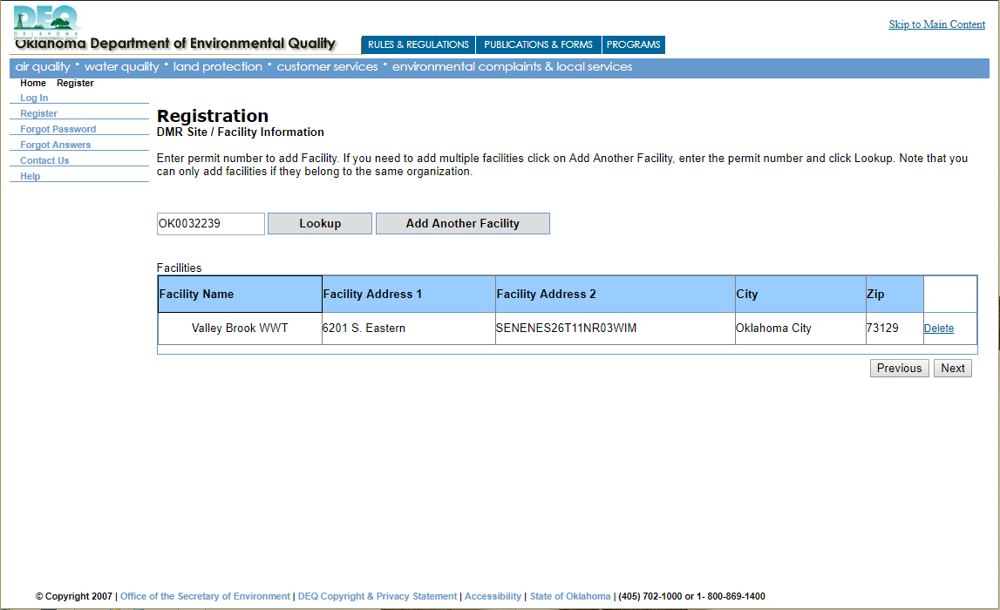 DEQ
OKLAHOMA
DEPARTMENT OF ENVIRONMENTAL QUALITY
Oklahoma Department of Environmental Quality
Skip to Main Content
RULES & REGULATIONS PUBLICATIONS & FORMS PROGRAMS
air quality * water quality * land protection * customer services * environmental complaints & local services
Home Register
Log In
Register
Forgot Password
Forgot Answers
Contact Us
Help
Registration
DMR Site / Facility Information
Enter permit number to add Facility. If you need to add multiple facilities click on Add Another Facility, enter the permit number and click Lookup. Note that you
can only add facilities if they belong to the same organization.
OK0032239 Lookup Add Another Facility
Facilities
Facility Name Facility Address 1 Facility Address 2 City Zip
Valley Brook WWT 6201 S. Eastern SENENES26T11NR03WIM Oklahoma City 73129 Delete
Previous Next
© Copyright 2007 | Office of the Secretary of Environment | DEQ Copyright & Privacy Statement | Accessibility | State of Oklahoma | (405) 702-1000 or 1- 800-869-1400